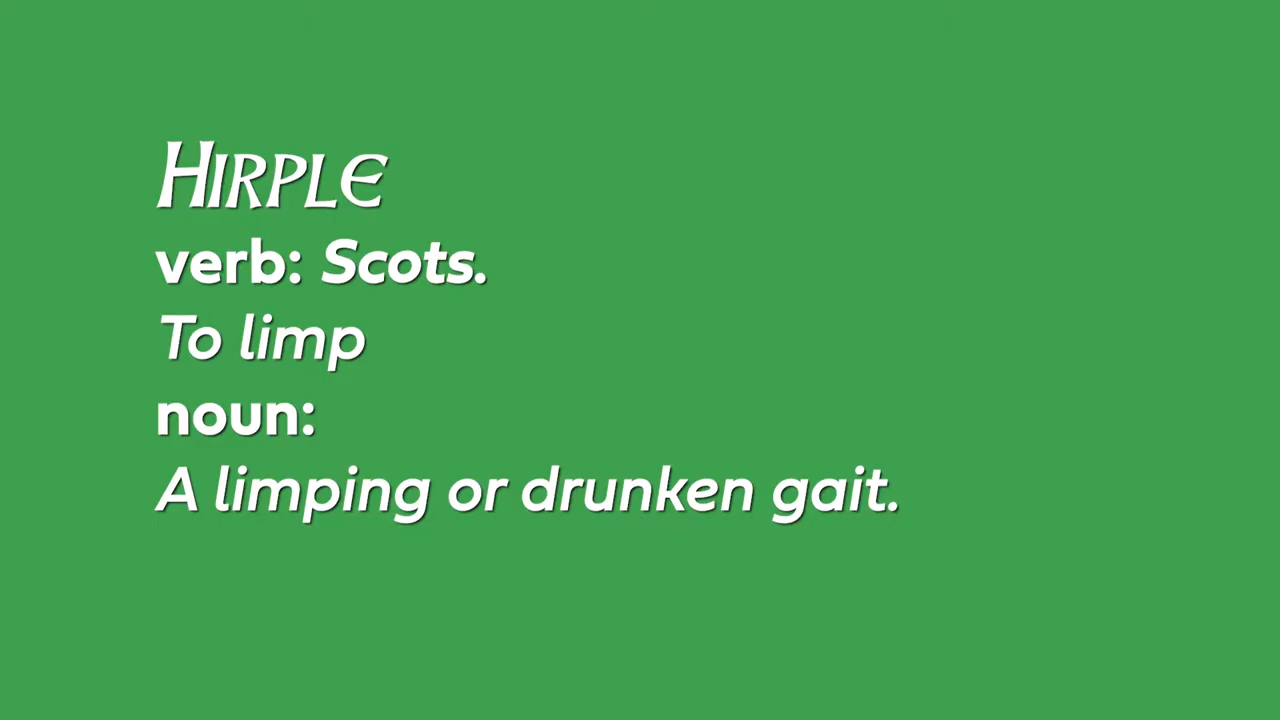 Hirple
verb: Scots.
To limp
noun:
A limping or drunken gait.